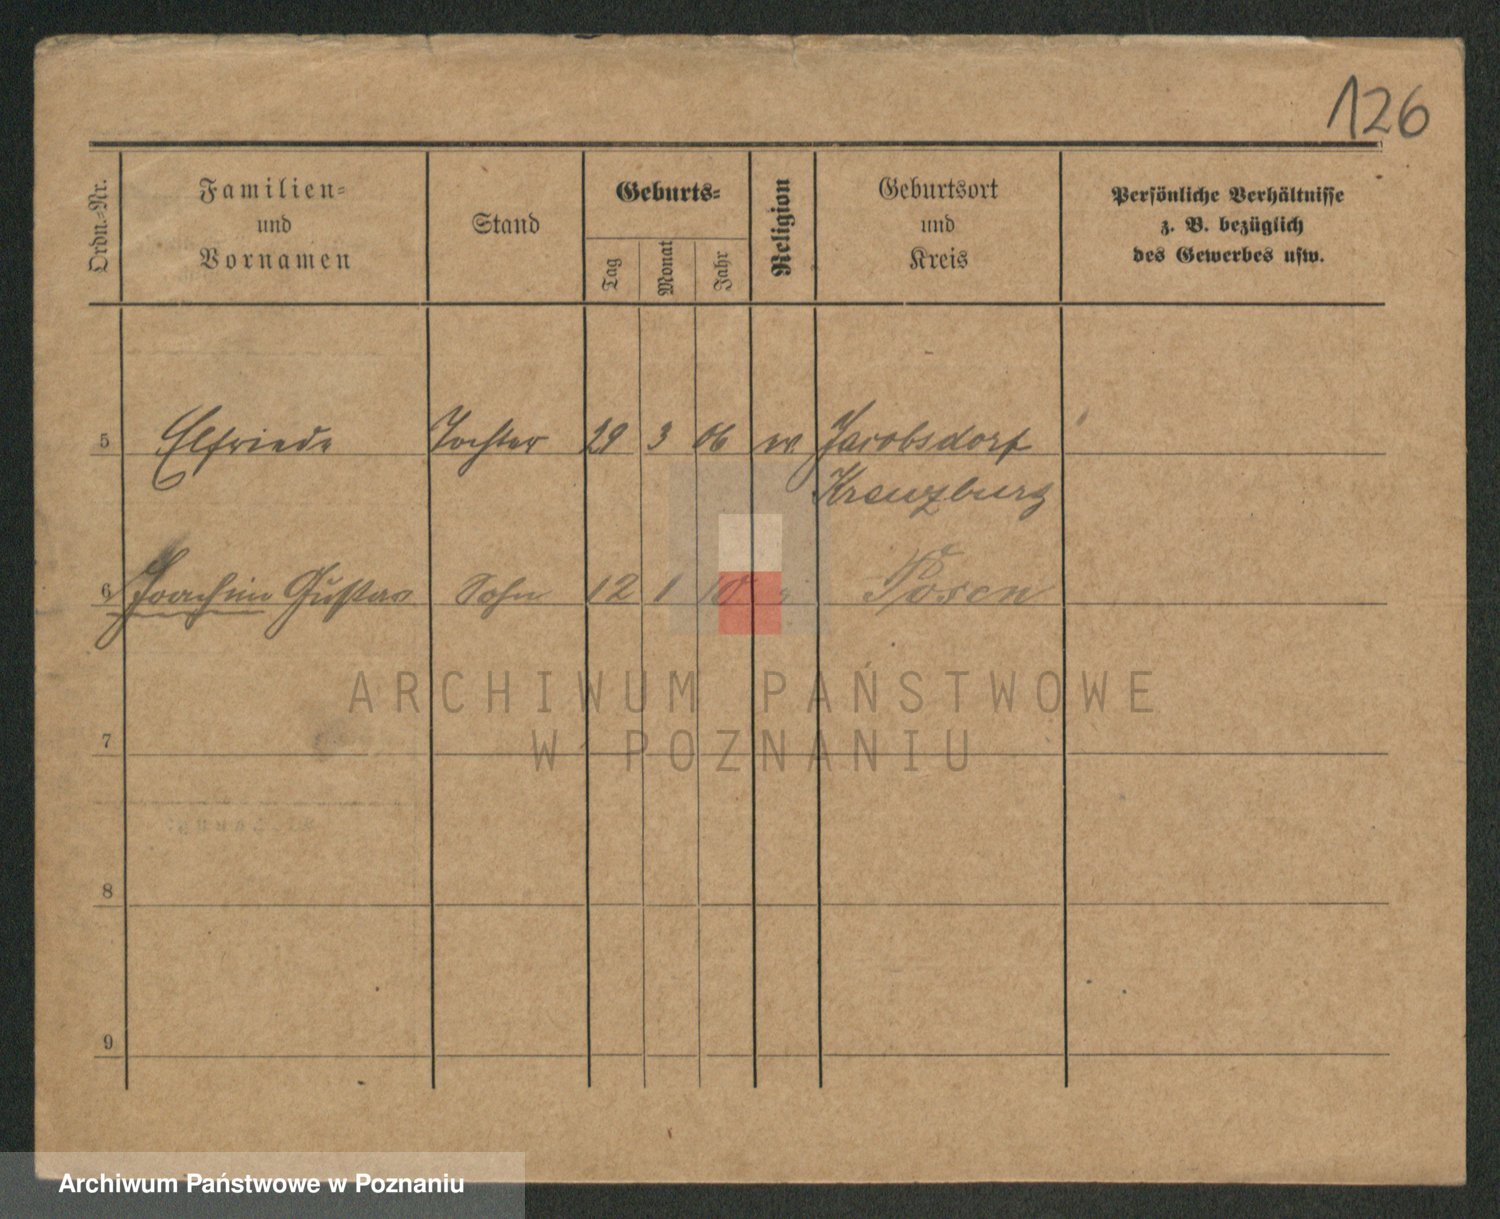 126
Ordn.-Nr.
Familien-
und
Vornamen
Stand
Geburts-
Tag
Monat
Jahr
Religion
Geburtsort
und
Kreis
Persönliche Verhältnisse
z. B. bezüglich
des Gewerbes usw.
5 Elfriede Tochter 29 3 06 ev. Jacobsdorf
Kreuzburg
6 Joachim Gustav Sohn 12 1 10 Posen
7
8
9
ARCHIWUM PAŃSTWOWE
W POZNANIU
Archiwum Państwowe w Poznaniu